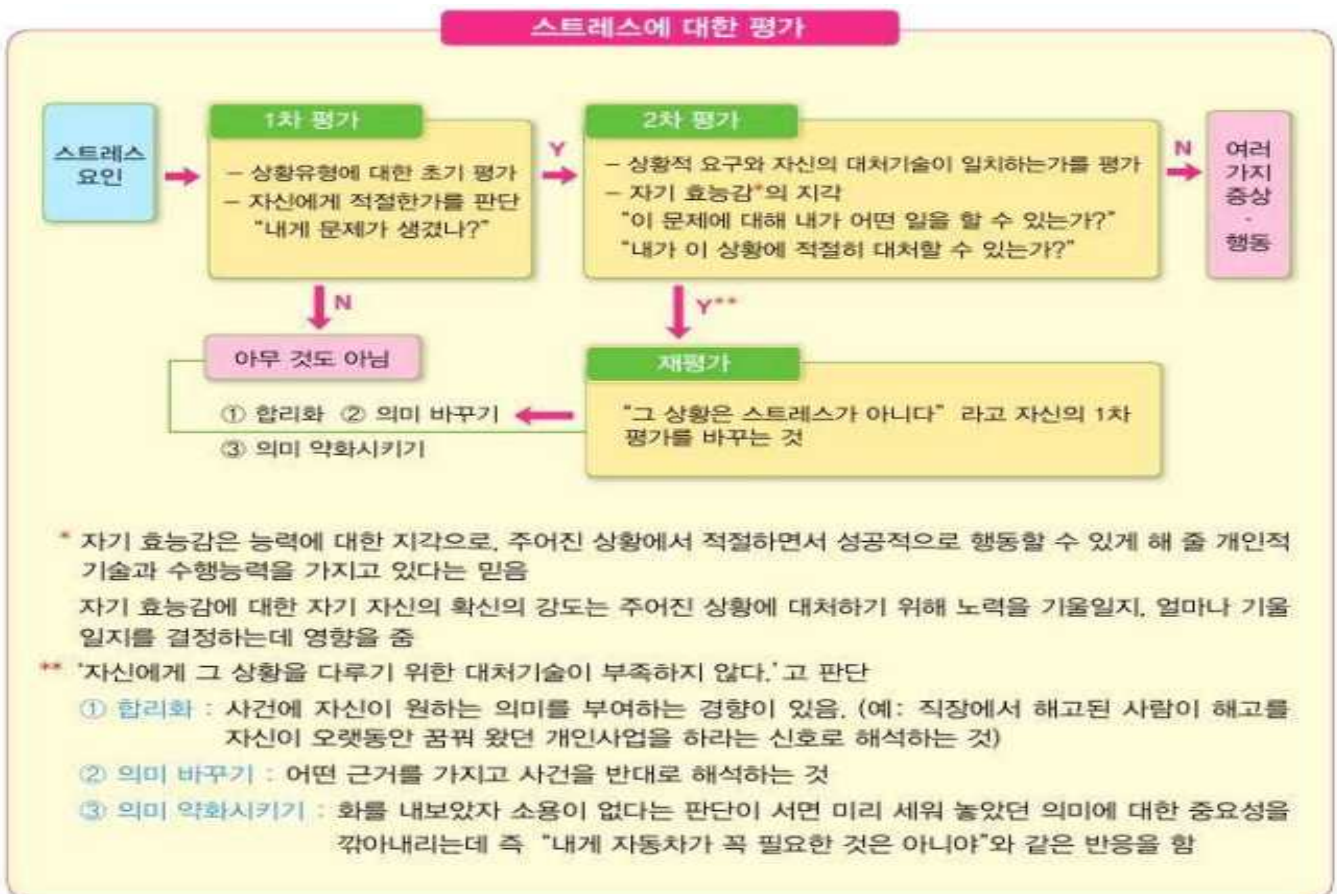 스트레스에 대한 평가
스트레스
요인
1차 평가
– 상황유형에 대한 초기 평가
– 자신에게 적절한가를 판단
"내게 문제가 생겼나?"
Y
2차 평가
– 상황적 요구와 자신의 대처기술이 일치하는가를 평가
– 자기 효능감*의 지각
"이 문제에 대해 내가 어떤 일을 할 수 있는가?"
"내가 이 상황에 적절히 대처할 수 있는가?"
N
여러
가지
증상
·
행동
N
Y**
아무 것도 아님
① 합리화 ② 의미 바꾸기
③ 의미 약화시키기
재평가
"그 상황은 스트레스가 아니다" 라고 자신의 1차
평가를 바꾸는 것
* 자기 효능감은 능력에 대한 지각으로, 주어진 상황에서 적절하면서 성공적으로 행동할 수 있게 해 줄 개인적
기술과 수행능력을 가지고 있다는 믿음
자기 효능감에 대한 자기 자신의 확신의 강도는 주어진 상황에 대처하기 위해 노력을 기울일지, 얼마나 기울
일지를 결정하는데 영향을 줌
** '자신에게 그 상황을 다루기 위한 대처기술이 부족하지 않다.'고 판단
① 합리화 : 사건에 자신이 원하는 의미를 부여하는 경향이 있음. (예: 직장에서 해고된 사람이 해고를
자신이 오랫동안 꿈꿔 왔던 개인사업을 하라는 신호로 해석하는 것)
② 의미 바꾸기 : 어떤 근거를 가지고 사건을 반대로 해석하는 것
③ 의미 약화시키기 : 화를 내보았자 소용이 없다는 판단이 서면 미리 세워 놓았던 의미에 대한 중요성을
깎아내리는데 즉 "내게 자동차가 꼭 필요한 것은 아니야"와 같은 반응을 함